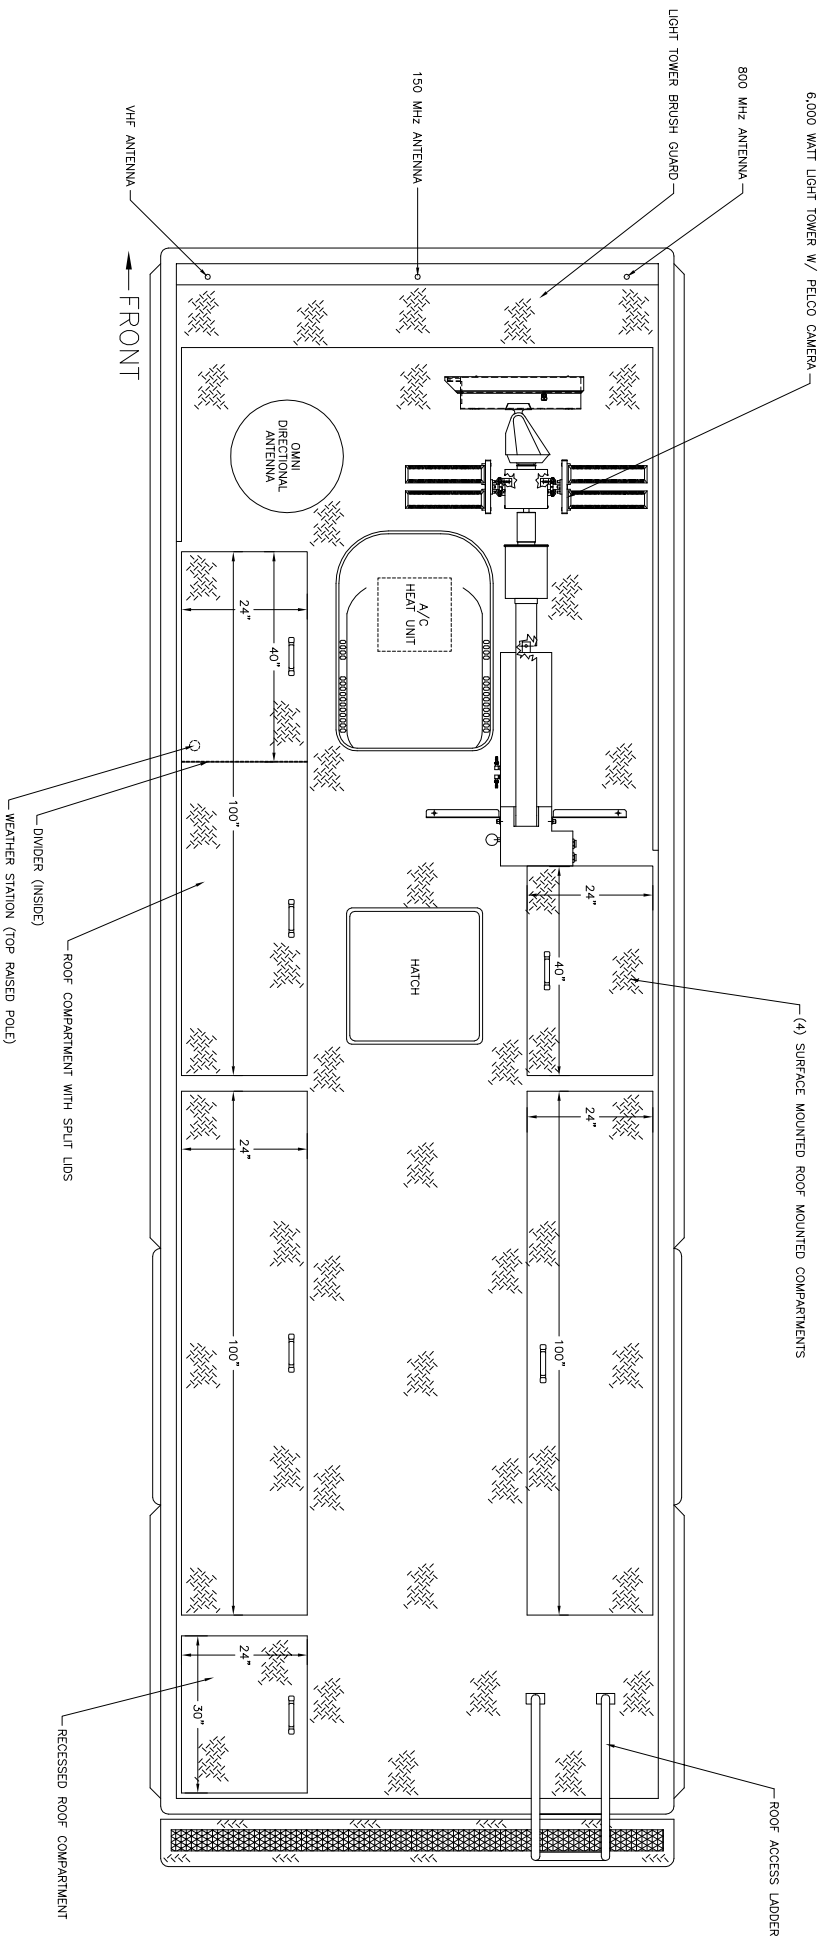 6,000 WATT LIGHT TOWER W/ PELCO CAMERA
800 MHz ANTENNA
LIGHT TOWER BRUSH GUARD
150 MHz ANTENNA
VHF ANTENNA
FRONT
OMNI
DIRECTIONAL
ANTENNA
A/C
HEAT UNIT
HATCH
24"
40"
100"
24"
40"
24"
100"
24"
100"
24"
30"
(4) SURFACE MOUNTED ROOF MOUNTED COMPARTMENTS
ROOF ACCESS LADDER
ROOF COMPARTMENT WITH SPLIT LIDS
DIVIDER (INSIDE)
WEATHER STATION (TOP RAISED POLE)
RECESSED ROOF COMPARTMENT